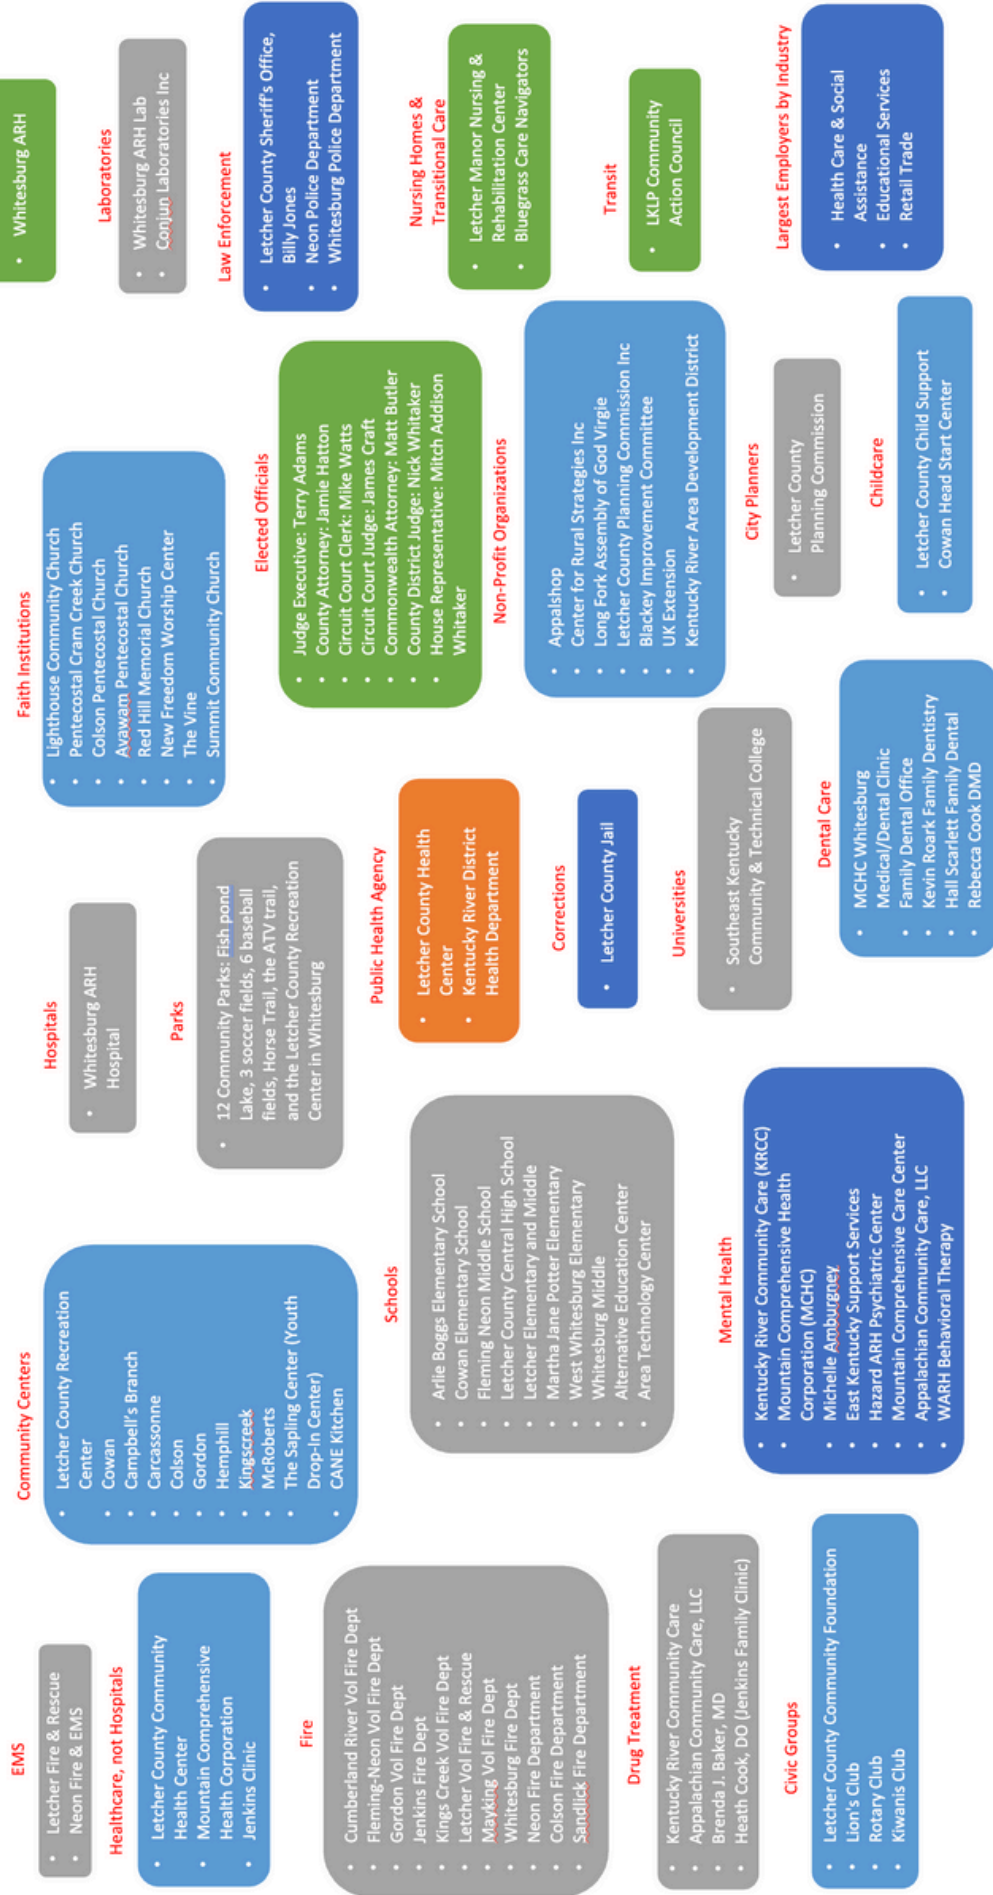 EMS
Letcher Fire & Rescue
Neon Fire & EMS
Healthcare, not Hospitals
Letcher County Community
Health Center
Mountain Comprehensive
Health Corporation
Jenkins Clinic
Fire
Cumberland River Vol Fire Dept
Fleming-Neon Vol Fire Dept
Gordon Vol Fire Dept
Jenkins Fire Dept
Kings Creek Vol Fire Dept
Letcher Vol Fire & Rescue
Mayking Vol Fire Dept
Whitesburg Fire Dept
Neon Fire Department
Colson Fire Department
Sandlick Fire Department
Drug Treatment
Kentucky River Community Care
Appalachian Community Care, LLC
Brenda J. Baker, MD
Heath Cook, DO (Jenkins Family Clinic)
Civic Groups
Letcher County Community Foundation
Lion's Club
Rotary Club
Kiwanis Club
Community Centers
Letcher County Recreation
Center
Cowan
Campbell's Branch
Carcassonne
Colson
Gordon
Hemphill
Kingscreek
McRoberts
The Sapling Center (Youth
Drop-In Center)
CANE Kitchen
Schools
Arlie Boggs Elementary School
Cowan Elementary School
Fleming Neon Middle School
Letcher County Central High School
Letcher Elementary and Middle
Martha Jane Potter Elementary
West Whitesburg Elementary
Whitesburg Middle
Alternative Education Center
Area Technology Center
Mental Health
Kentucky River Community Care (KRCC)
Mountain Comprehensive Health
Corporation (MCHC)
Michelle Amburgney
East Kentucky Support Services
Hazard ARH Psychiatric Center
Mountain Comprehensive Care Center
Appalachian Community Care, LLC
WARH Behavioral Therapy
Hospitals
Whitesburg ARH
Hospital
Parks
12 Community Parks: Fish pond
Lake, 3 soccer fields, 6 baseball
fields, Horse Trail, the ATV trail,
and the Letcher County Recreation
Center in Whitesburg
Public Health Agency
Letcher County Health
Center
Kentucky River District
Health Department
Corrections
Letcher County Jail
Universities
Southeast Kentucky
Community & Technical College
Dental Care
MCHC Whitesburg
Medical/Dental Clinic
Family Dental Office
Kevin Roark Family Dentistry
Hall Scarlett Family Dental
Rebecca Cook DMD
Faith Institutions
Lighthouse Community Church
Pentecostal Cram Creek Church
Colson Pentecostal Church
Avawam Pentecostal Church
Red Hill Memorial Church
New Freedom Worship Center
The Vine
Summit Community Church
Elected Officials
Judge Executive: Terry Adams
County Attorney: Jamie Hatton
Circuit Court Clerk: Mike Watts
Circuit Court Judge: James Craft
Commonwealth Attorney: Matt Butler
County District Judge: Nick Whitaker
House Representative: Mitch Addison
Whitaker
Non-Profit Organizations
Appalshop
Center for Rural Strategies Inc
Long Fork Assembly of God Virgie
Letcher County Planning Commission Inc
Blackey Improvement Committee
UK Extension
Kentucky River Area Development District
City Planners
Letcher County
Planning Commission
Childcare
Letcher County Child Support
Cowan Head Start Center
Whitesburg ARH
Laboratories
Whitesburg ARH Lab
Conjun Laboratories Inc
Law Enforcement
Letcher County Sheriff's Office,
Billy Jones
Neon Police Department
Whitesburg Police Department
Nursing Homes &
Transitional Care
Letcher Manor Nursing &
Rehabilitation Center
Bluegrass Care Navigators
Transit
LKLP Community
Action Council
Largest Employers by Industry
Health Care & Social
Assistance
Educational Services
Retail Trade